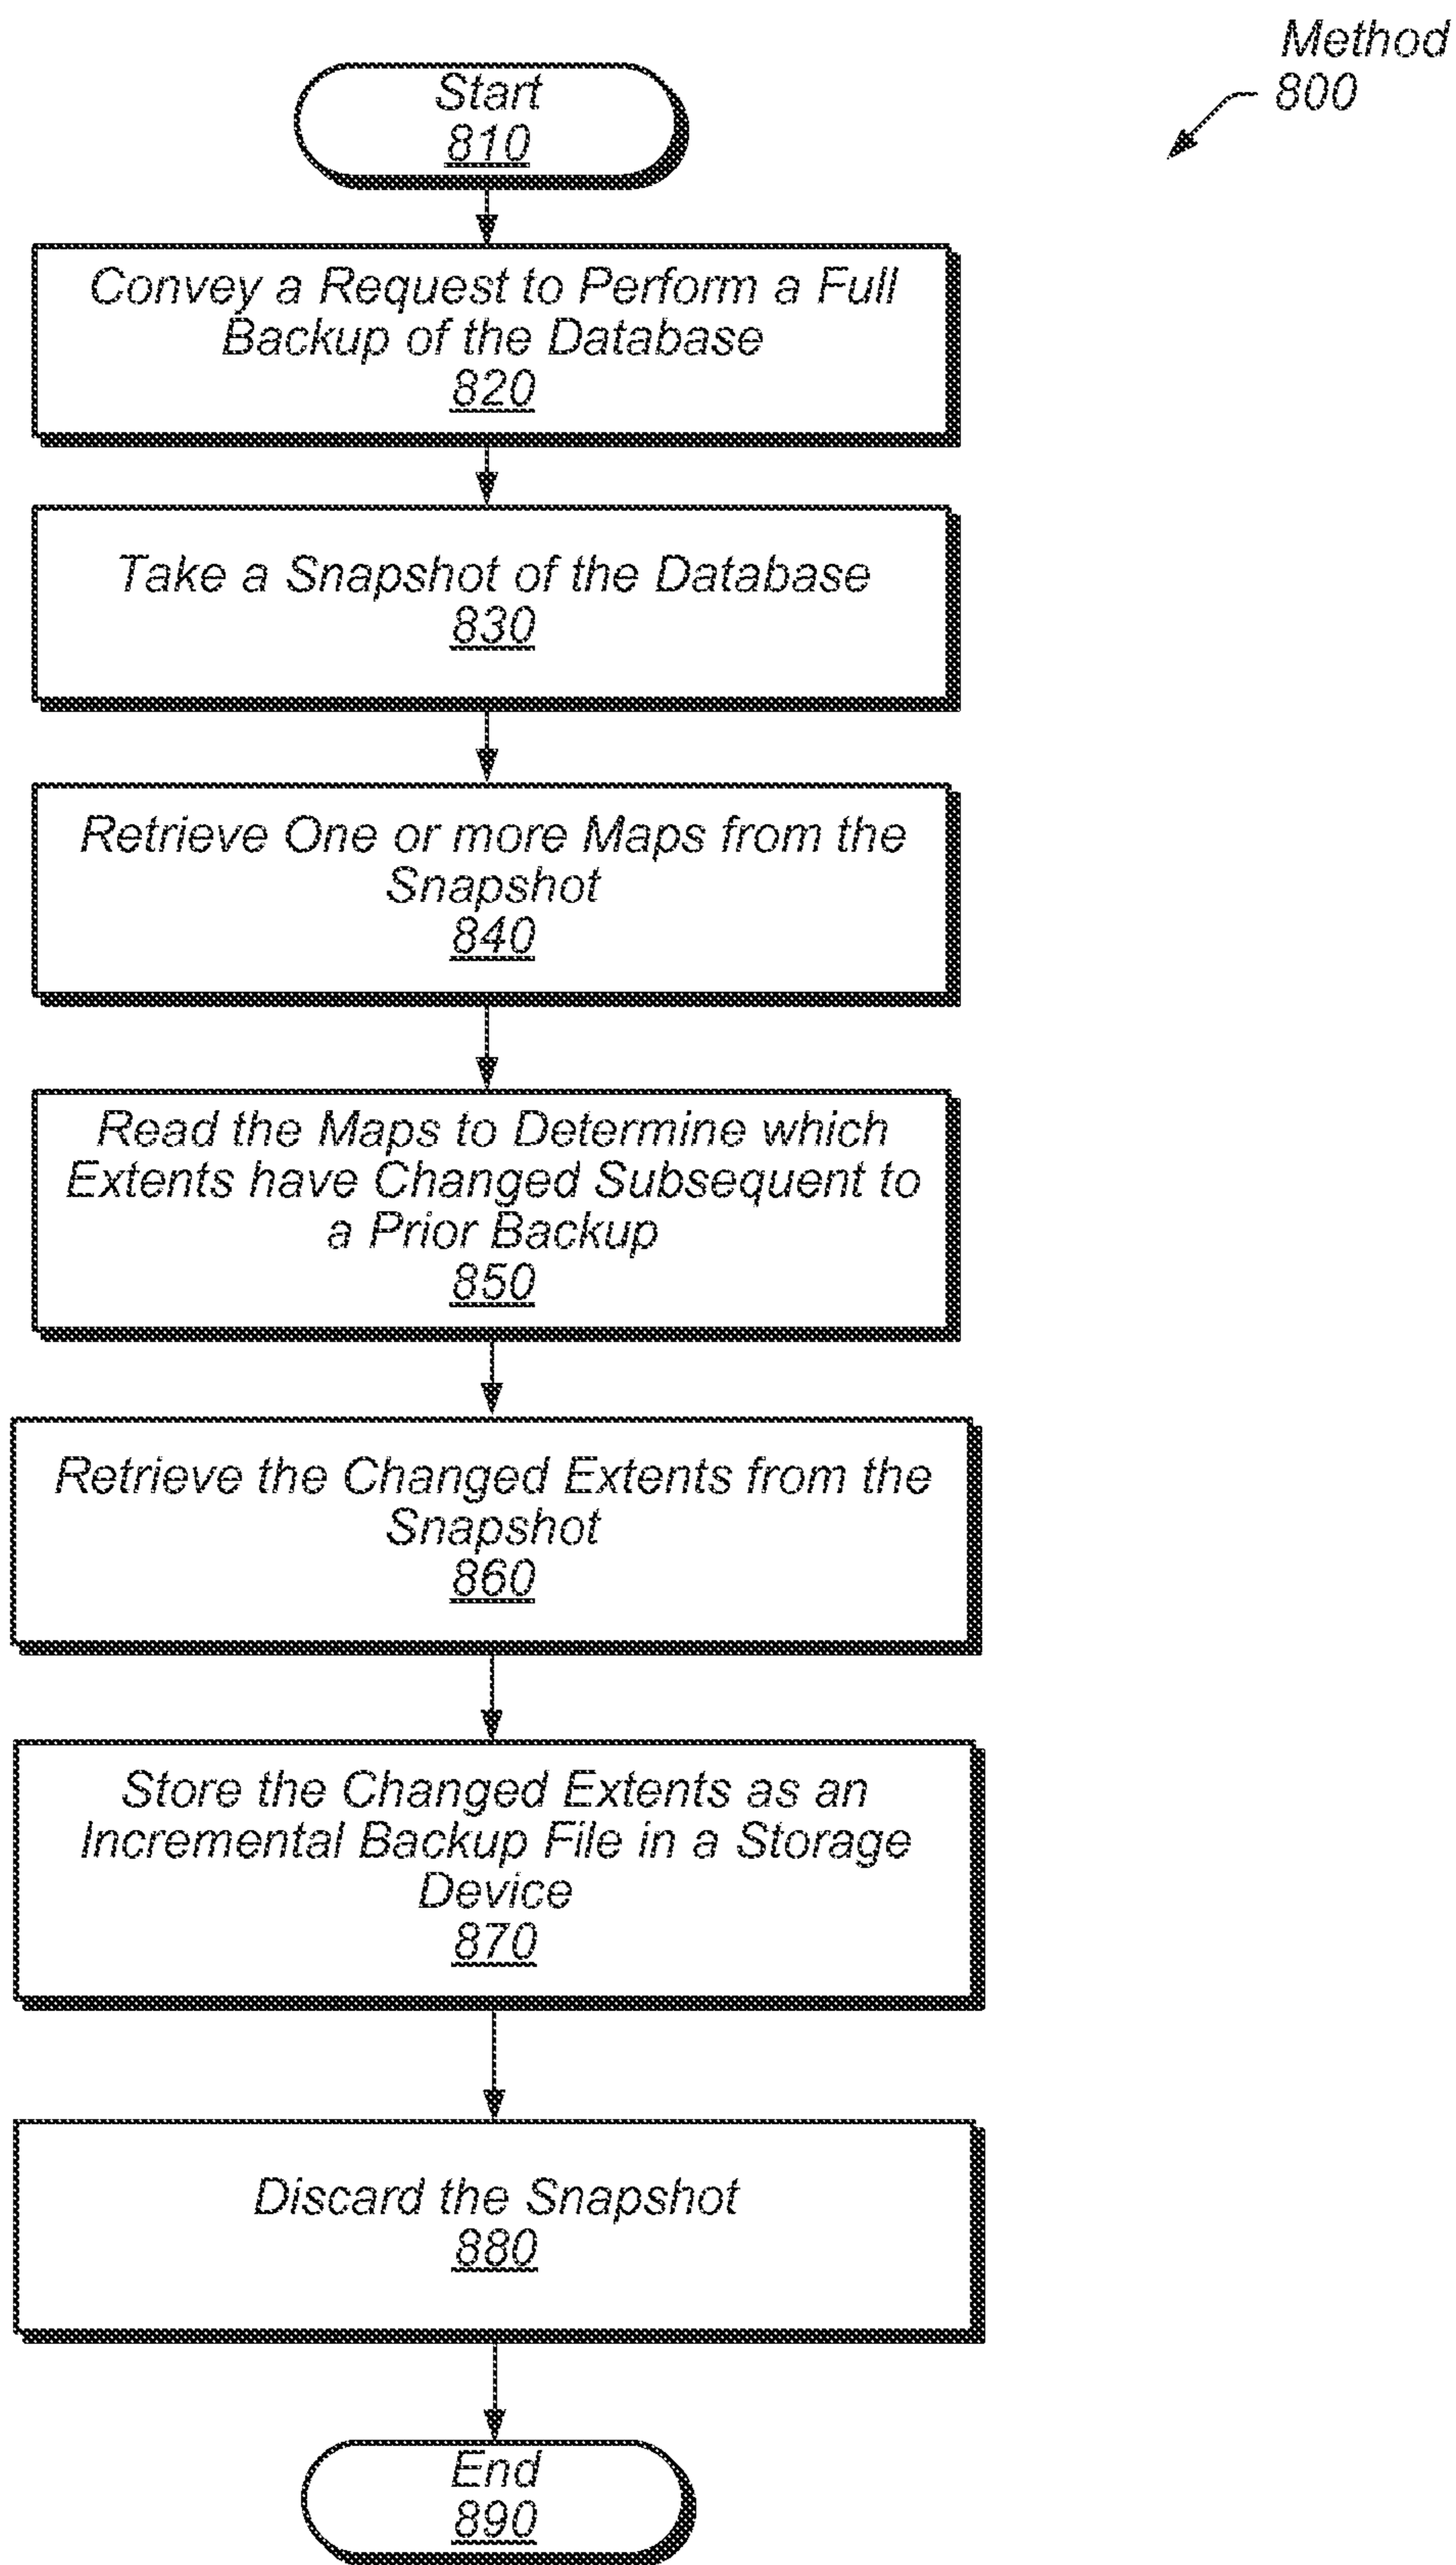 Method
800
Start
810
Convey a Request to Perform a Full
Backup of the Database
820
Take a Snapshot of the Database
830
Retrieve One or more Maps from the
Snapshot
840
Read the Maps to Determine which
Extents have Changed Subsequent to
a Prior Backup
850
Retrieve the Changed Extents from the
Snapshot
860
Store the Changed Extents as an
Incremental Backup File in a Storage
Device
870
Discard the Snapshot
880
End
890